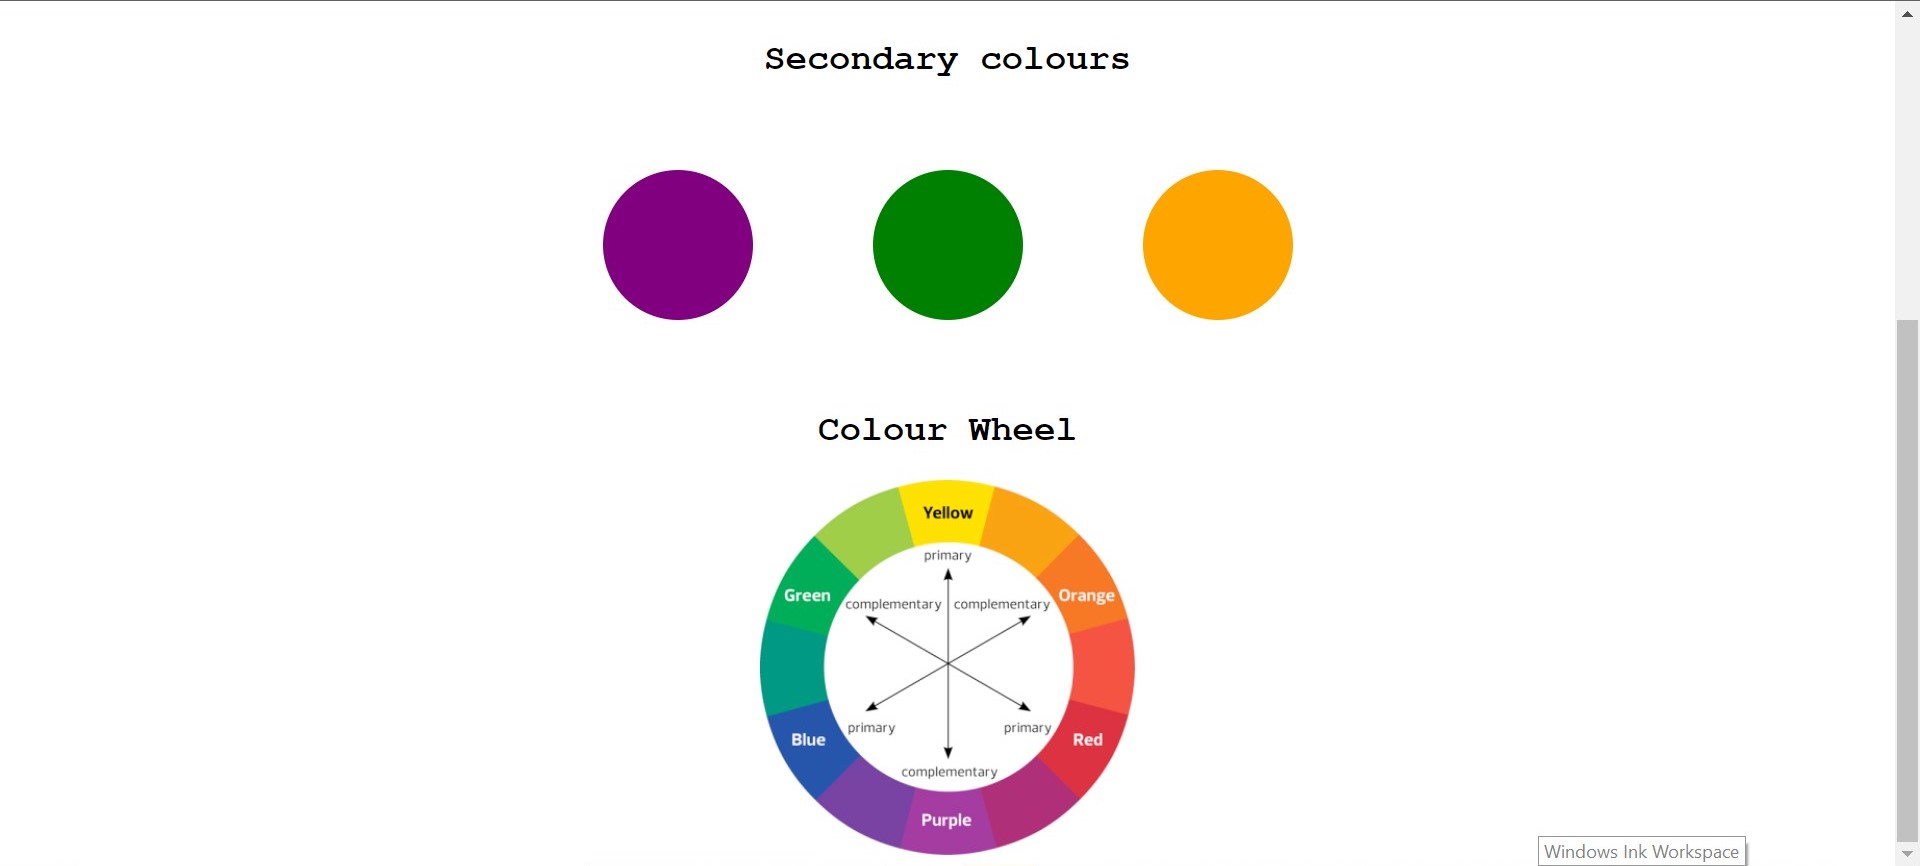 Secondary colours
Colour Wheel
Yellow
primary
Green
complementary
complementary
Orange
primary
primary
Blue
Red
complementary
Purple
Windows Ink Workspace